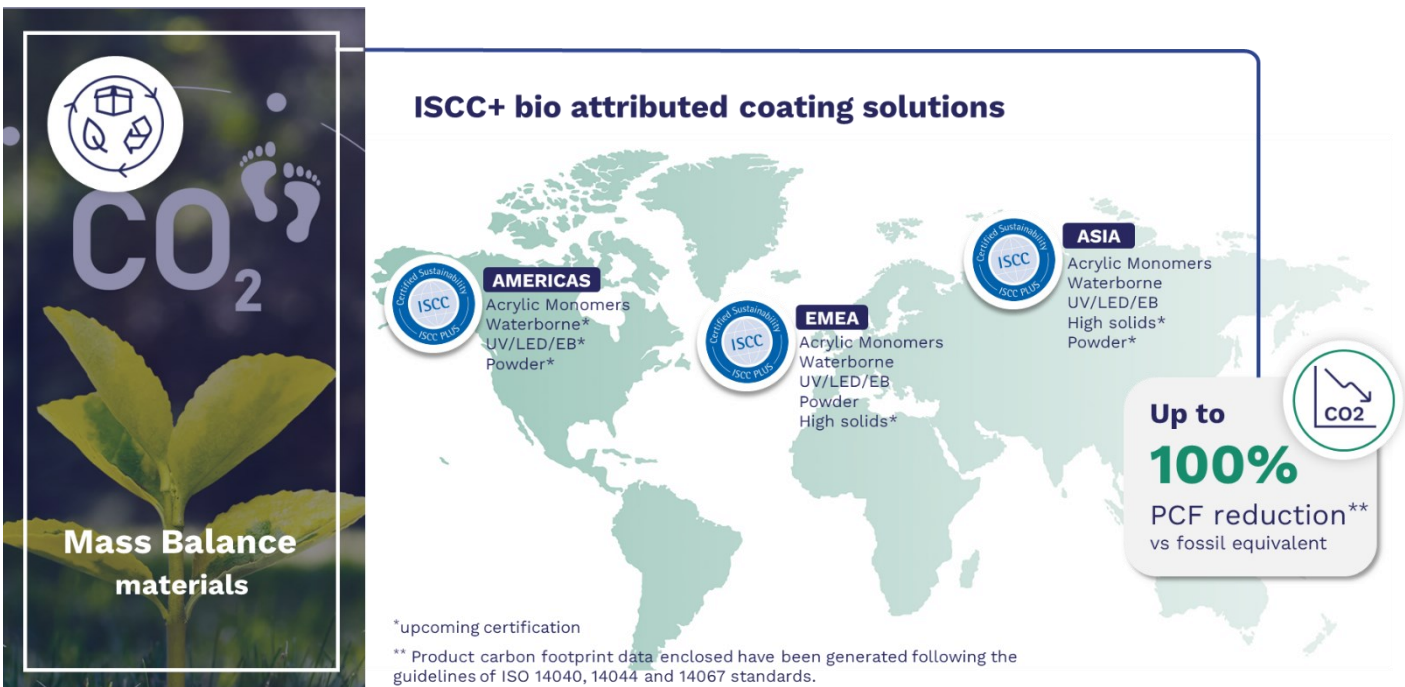 CO2
Mass Balance
materials
ISCC+ bio attributed coating solutions
Certified Sustainability
ISCC
ISCC PLUS
AMERICAS
Acrylic Monomers
Waterborne*
UV/LED/EB*
Powder*
Certified Sustainability
ISCC
ISCC PLUS
EMEA
Acrylic Monomers
Waterborne
UV/LED/EB
Powder
High solids*
Certified Sustainability
ISCC
ISCC PLUS
ASIA
Acrylic Monomers
Waterborne
UV/LED/EB
High solids*
Powder*
CO2
Up to
100%
PCF reduction**
vs fossil equivalent
*upcoming certification
** Product carbon footprint data enclosed have been generated following the
guidelines of ISO 14040, 14044 and 14067 standards.